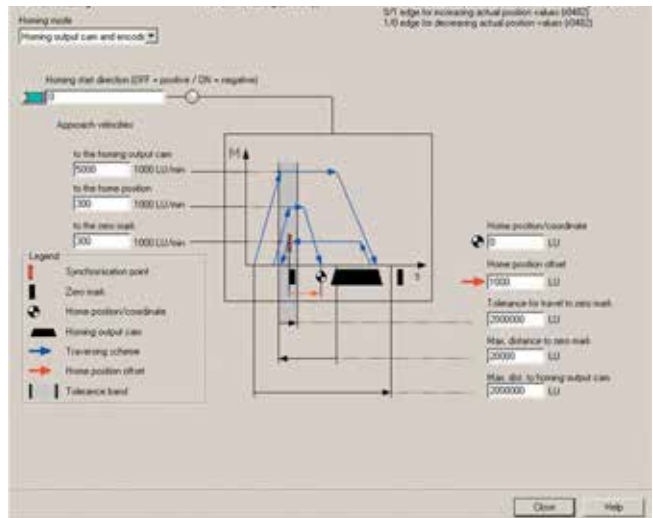 Homing mode
0/1 edge for increasing actual position values (r0482)
1/0 edge for decreasing actual position values (r0482)
Homing output cam and encode
Homing start direction (OFF = positive / ON = negative)
0
Approach velocities
to the homing output cam
5000 1000 LU/min
to the home position
300 1000 LU/min
to the zero mark
300 1000 LU/min
M
s
Legend
Synchronization point
Zero mark
Home position/coordinate
Homing output cam
Traversing scheme
Home position offset
Tolerance band
Home position/coordinate
0 LU
Home position offset
1000 LU
Tolerance for travel to zero mark
2000000 LU
Max. distance to zero mark
20000 LU
Max. dist. to homing output cam
2000000 LU
Close Help